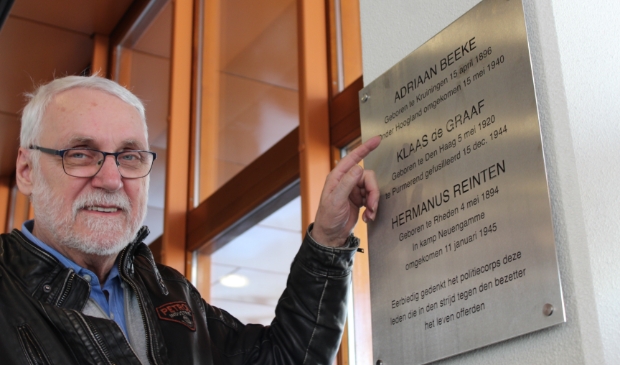 ADRIAAN BEEKE
Geboren te Kruiningen 15 april 1896
Onder Hoogland omgekomen 15 mei 1940
KLAAS de GRAAF
Geboren te Den Haag 5 mei 1920
te Purmerend gefusilleerd 15 dec. 1944
HERMANUS REINTEN
Geboren te Rheden 4 mei 1894
In kamp Neuengamme
omgekomen 11 januari 1945
Eerbiedig gedenkt het politiecorps deze
leden die in den strijd tegen den bezetter
het leven offerden